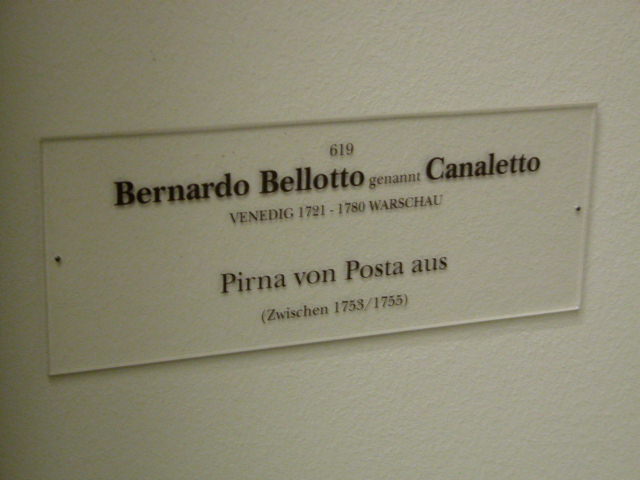 619
Bernardo Bellotto genannt Canaletto
VENEDIG 1721 - 1780 WARSCHAU
Pirna von Posta aus
(Zwischen 1753/1755)